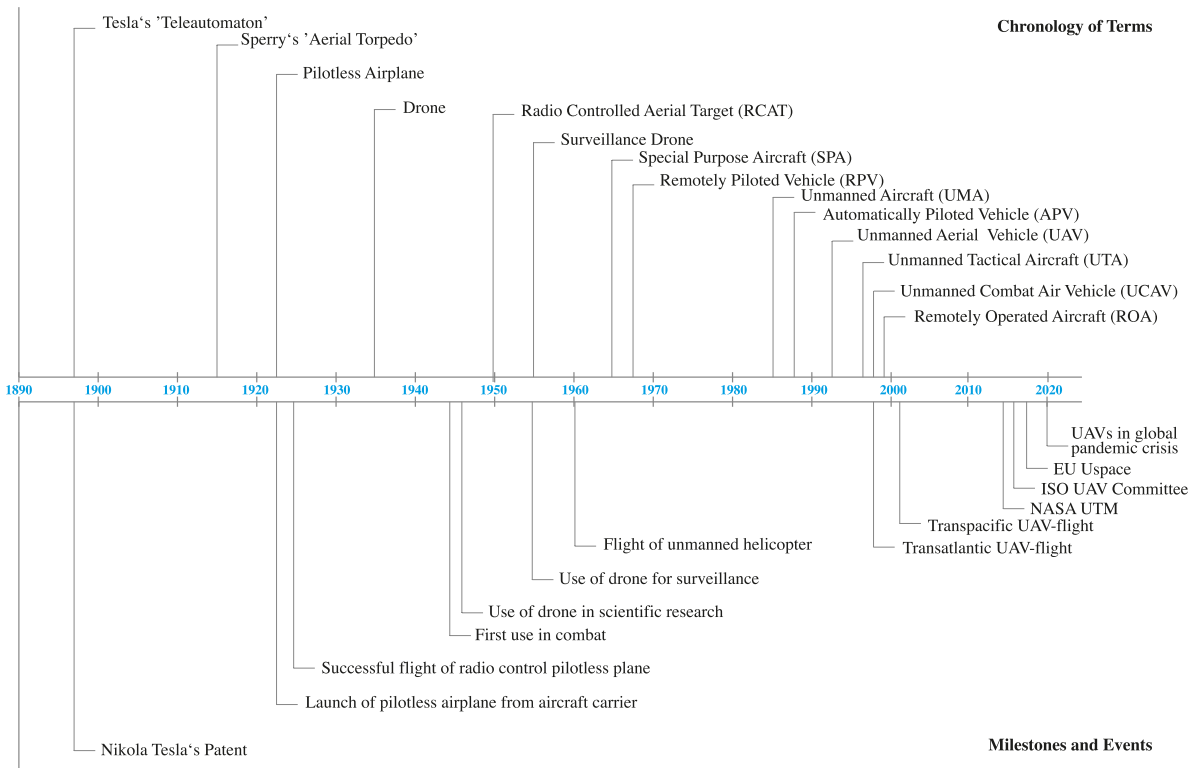 Tesla‘s ’Teleautomaton’
Chronology of Terms
Sperry‘s ’Aerial Torpedo’
Pilotless Airplane
Drone
Radio Controlled Aerial Target (RCAT)
Surveillance Drone
Special Purpose Aircraft (SPA)
Remotely Piloted Vehicle (RPV)
Unmanned Aircraft (UMA)
Automatically Piloted Vehicle (APV)
Unmanned Aerial Vehicle (UAV)
Unmanned Tactical Aircraft (UTA)
Unmanned Combat Air Vehicle (UCAV)
Remotely Operated Aircraft (ROA)
1890 1900 1910 1920 1930 1940 1950 1960 1970 1980 1990 2000 2010 2020
UAVs in global
pandemic crisis
EU Uspace
ISO UAV Committee
NASA UTM
Transpacific UAV-flight
Flight of unmanned helicopter
Transatlantic UAV-flight
Use of drone for surveillance
Use of drone in scientific research
First use in combat
Successful flight of radio control pilotless plane
Launch of pilotless airplane from aircraft carrier
Nikola Tesla‘s Patent
Milestones and Events